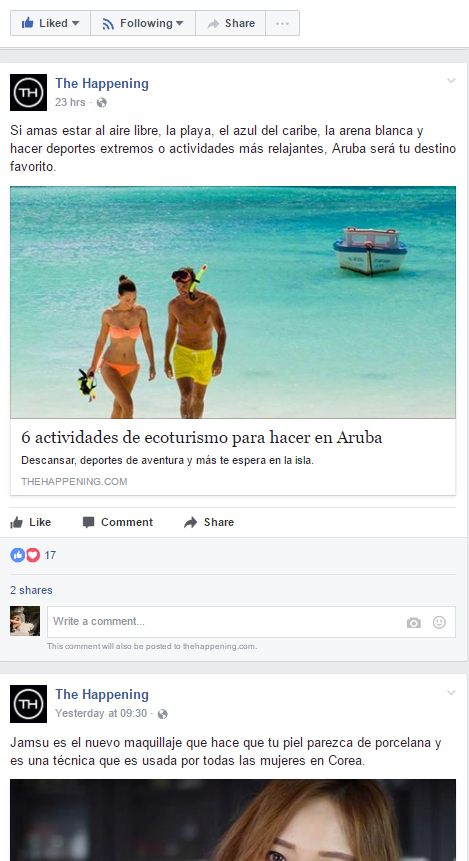 Liked Following Share
TH The Happening
23 hrs ·
Si amas estar al aire libre, la playa, el azul del caribe, la arena blanca y
hacer deportes extremos o actividades más relajantes, Aruba será tu destino
favorito.
6 actividades de ecoturismo para hacer en Aruba
Descansar, deportes de aventura y más te espera en la isla.
THEHAPPENING.COM
Like Comment Share
17
2 shares
Write a comment...
This comment will also be posted to thehappening.com.
TH The Happening
Yesterday at 09:30 ·
Jamsu es el nuevo maquillaje que hace que tu piel parezca de porcelana y
es una técnica que es usada por todas las mujeres en Corea.